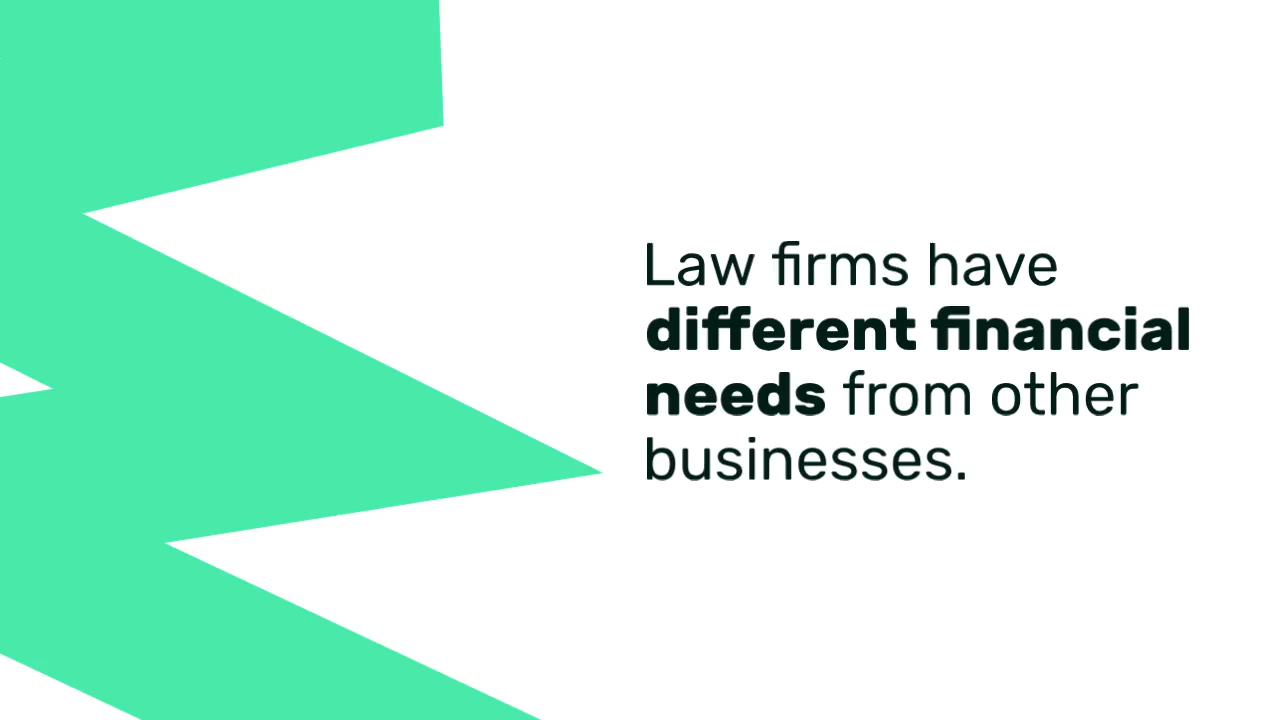 Law firms have
different financial
needs from other
businesses.